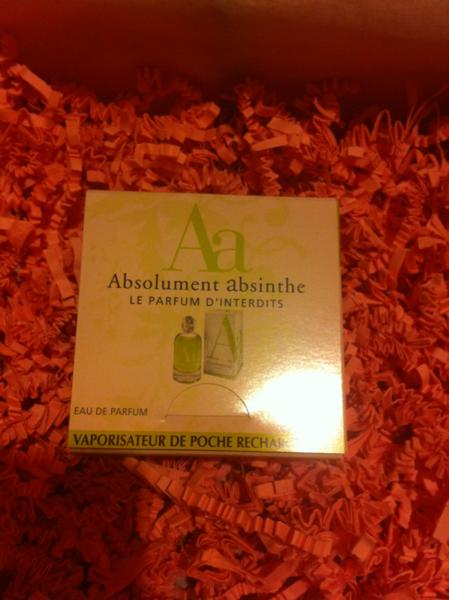 Aa
Absolument absinthe
LE PARFUM D'INTERDITS
A
EAU DE PARFUM
VAPORISATEUR DE POCHE